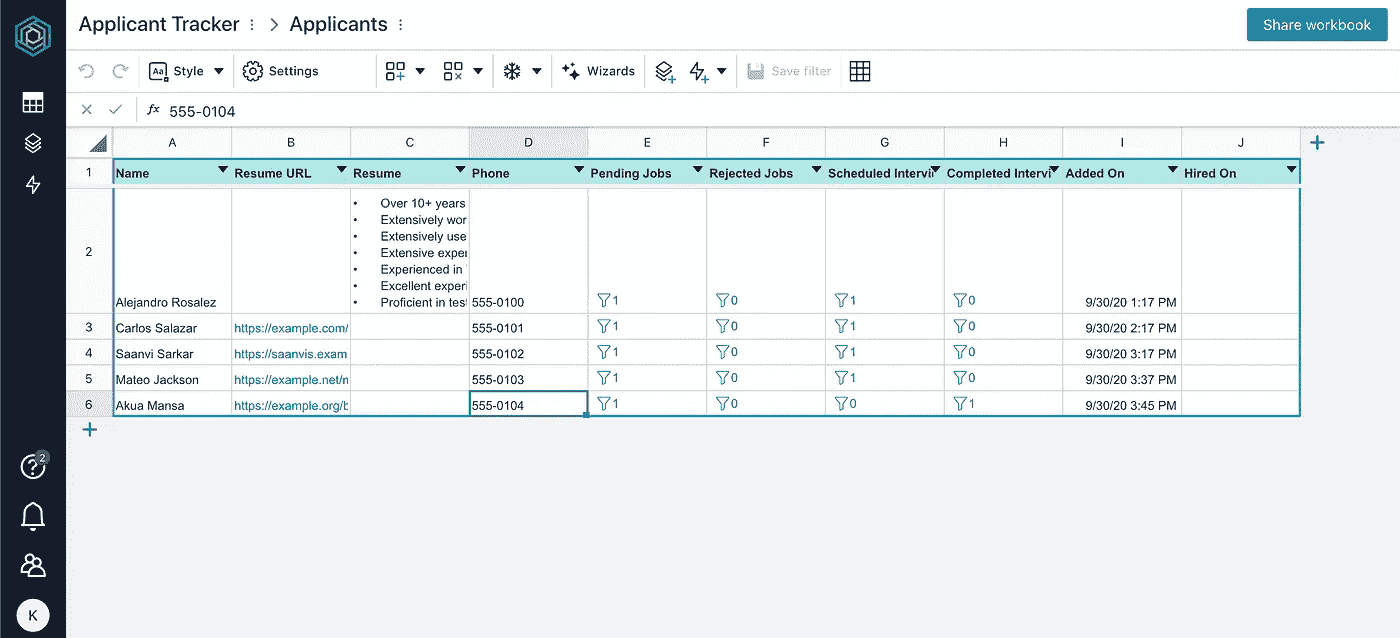 Applicant Tracker > Applicants Share workbook
Aa Style Settings Wizards Save filter
fx 555-0104
A B C D E F G H I J
1 Name Resume URL Resume Phone Pending Jobs Rejected Jobs Scheduled Intervi Completed Intervi Added On Hired On
• Over 10+ years
• Extensively wor
• Extensively use
• Extensive expe
• Experienced in
• Excellent experi
2 Alejandro Rosalez • Proficient in test 555-0100 1 0 1 0 9/30/20 1:17 PM
3 Carlos Salazar https://example.com/ 555-0101 1 0 1 0 9/30/20 2:17 PM
4 Saanvi Sarkar https://saanvis.exam 555-0102 1 0 1 0 9/30/20 3:17 PM
5 Mateo Jackson https://example.net/n 555-0103 1 0 1 0 9/30/20 3:37 PM
6 Akua Mansa https://example.org/b 555-0104 1 0 0 1 9/30/20 3:45 PM
2
K